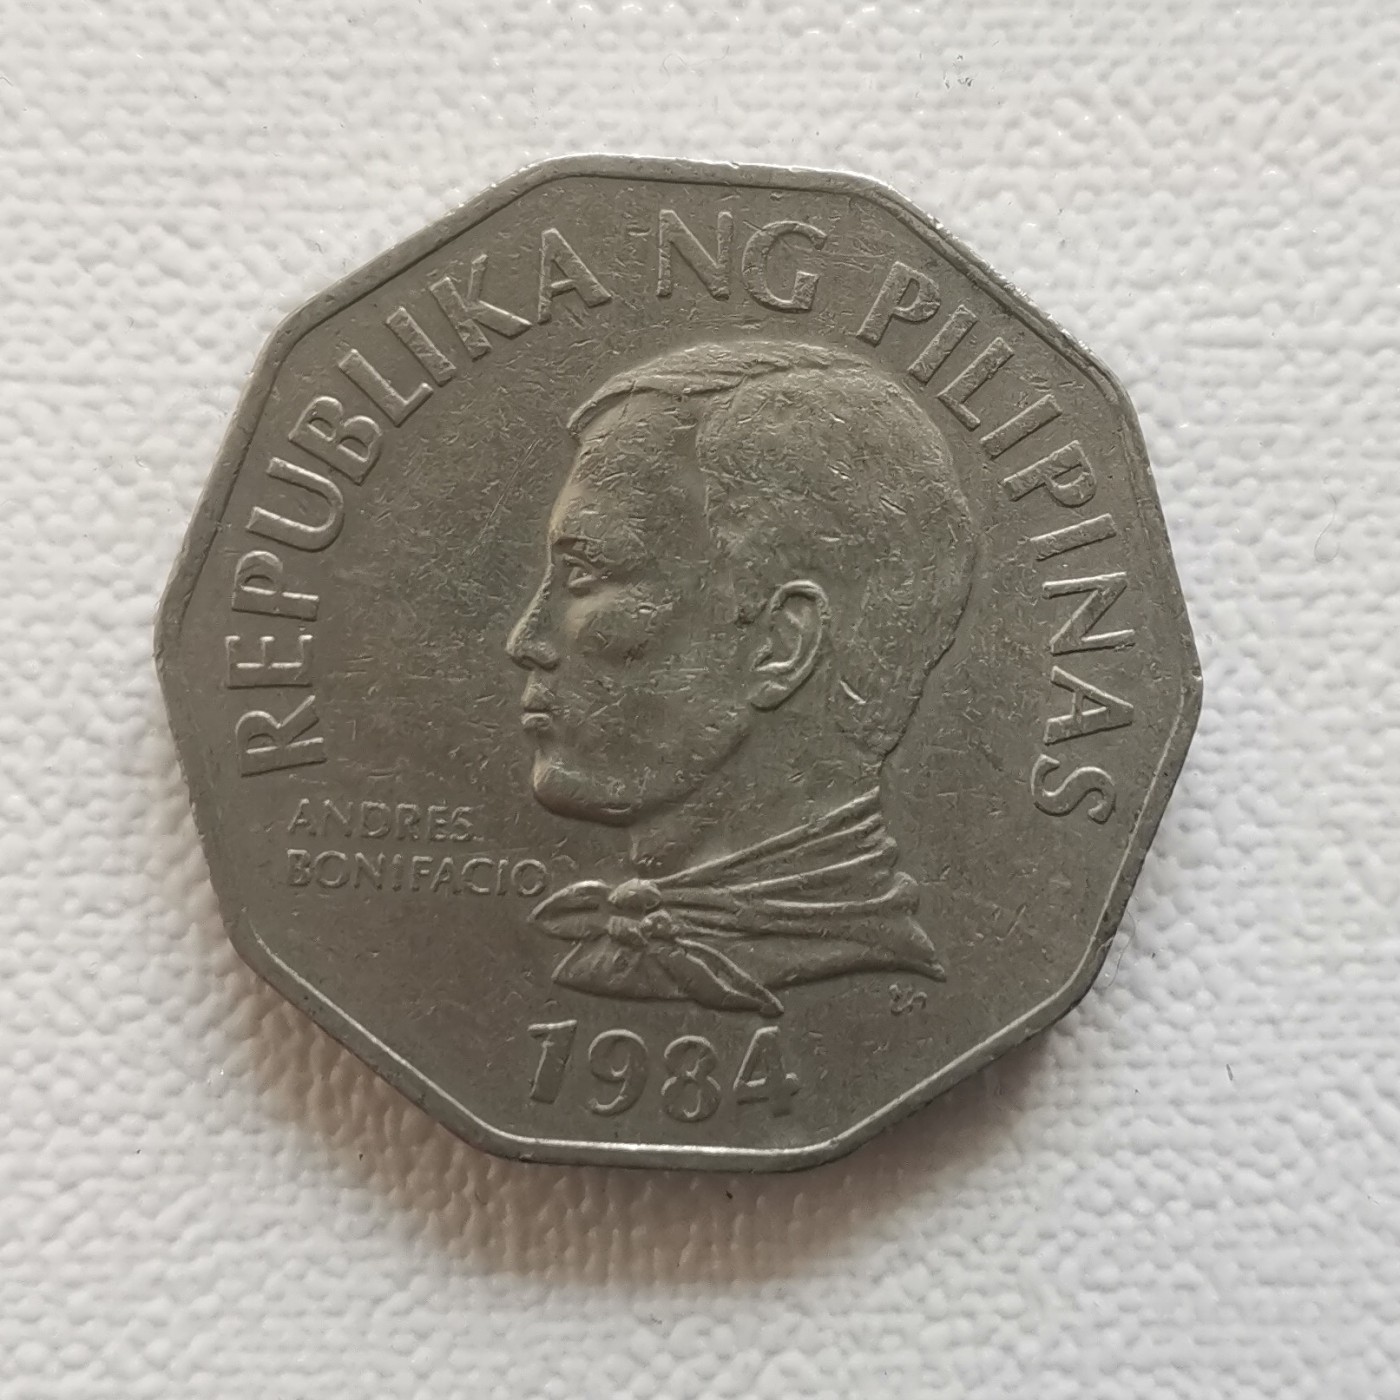 REPUBLIKA NG PILIPINAS
ANDRES
BONIFACIO
1984